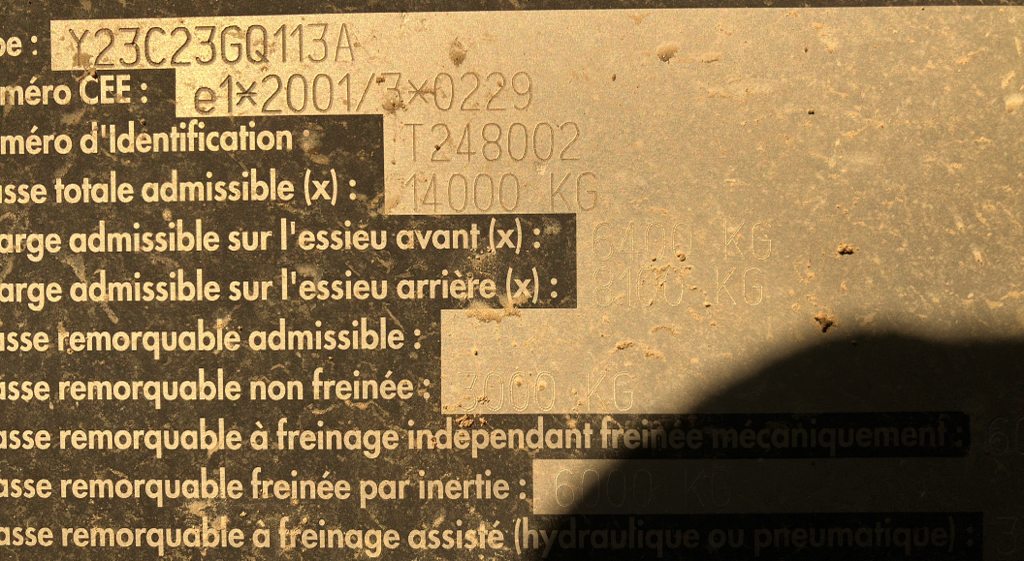 pe : Y23C23GQ113A
méro CEE : e1*2001/3*0229
méro d'Identification : T248002
asse totale admissible (x) : 14000 KG
arge admissible sur l'essieu avant (x) : 6400 KG
arge admissible sur l'essieu arrière (x) : 8100 KG
asse remorquable admissible :
asse remorquable non freinée : 3000 KG
asse remorquable à freinage indépendant freinée mécaniquement : 60
asse remorquable freinée par inertie : 6000 K
asse remorquable à freinage assisté (hydraulique ou pneumatique) :